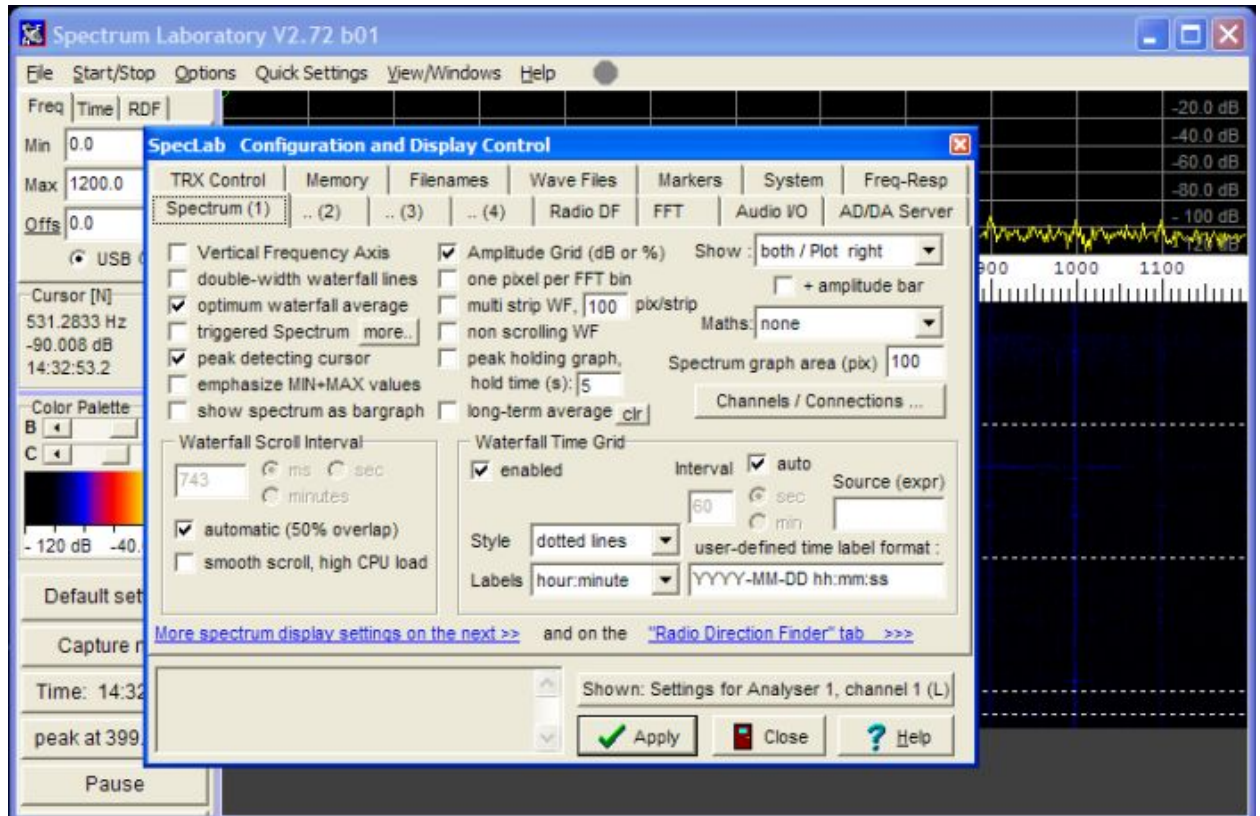 Spectrum Laboratory V2.72 b01
File Start/Stop Options Quick Settings View/Windows Help
Freq Time RDF
Min 0.0
Max 1200.0
Offs 0.0
USB
Cursor [N]
531.2833 Hz
-90.008 dB
14:32:53.2
Color Palette
B
C
- 120 dB -40.
Default set
Capture
Time: 14:32
peak at 399.
Pause
SpecLab Configuration and Display Control
TRX Control Memory Filenames Wave Files Markers System Freq-Resp
Spectrum (1) .. (2) .. (3) .. (4) Radio DF FFT Audio I/O AD/DA Server
Vertical Frequency Axis
double-width waterfall lines
optimum waterfall average
triggered Spectrum more..
peak detecting cursor
emphasize MIN+MAX values
show spectrum as bargraph
Amplitude Grid (dB or %)
one pixel per FFT bin
multi strip WF, 100 pix/strip
non scrolling WF
peak holding graph,
hold time (s): 5
long-term average clr
Show : both / Plot right
+ amplitude bar
Maths: none
Spectrum graph area (pix) 100
Channels / Connections ...
Waterfall Scroll Interval
743 ms sec
minutes
automatic (50% overlap)
smooth scroll, high CPU load
Waterfall Time Grid
enabled
Interval auto
60 sec
min
Source (expr)
Style dotted lines
Labels hour:minute
user-defined time label format :
YYYY-MM-DD hh:mm:ss
More spectrum display settings on the next >> and on the "Radio Direction Finder" tab >>>
Shown: Settings for Analyser 1, channel 1 (L)
Apply Close Help
-20.0 dB
-40.0 dB
-60.0 dB
-80.0 dB
- 100 dB
900 1000 1100